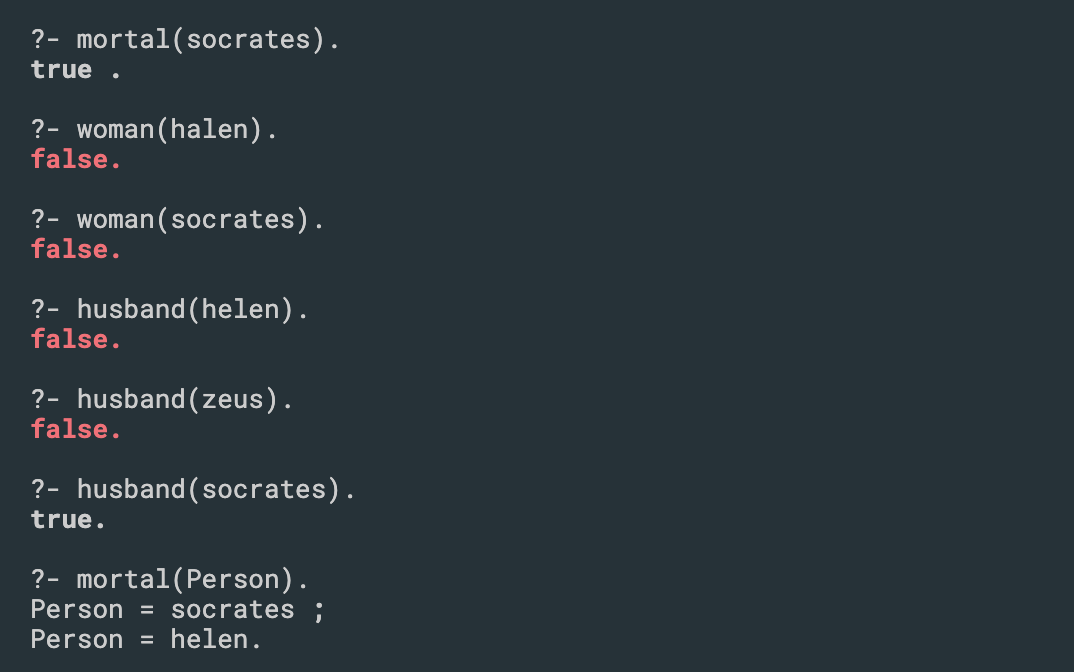 ?- mortal(socrates).
true .
?- woman(halen).
false.
?- woman(socrates).
false.
?- husband(helen).
false.
?- husband(zeus).
false.
?- husband(socrates).
true.
?- mortal(Person).
Person = socrates ;
Person = helen.